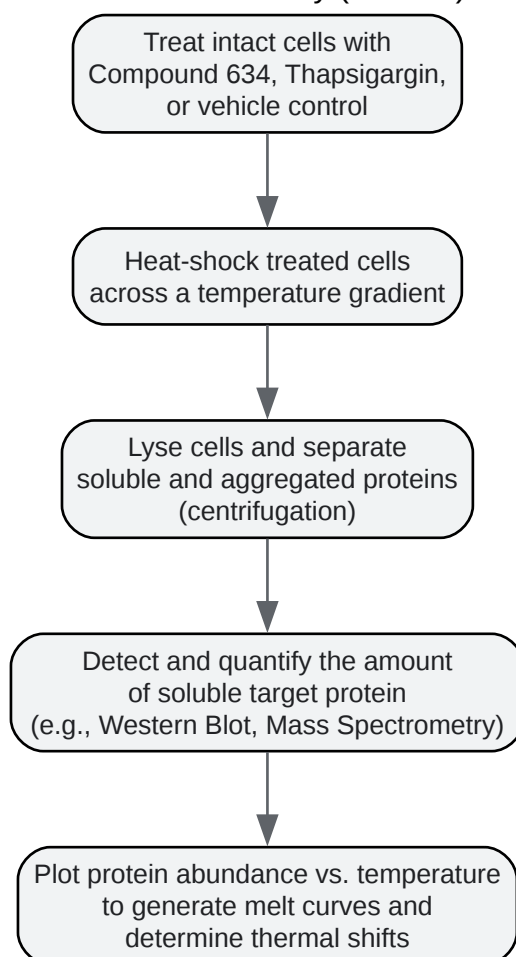 Treat intact cells with
Compound 634, Thapsigargin,
or vehicle control
Heat-shock treated cells
across a temperature gradient
Lyse cells and separate
soluble and aggregated proteins
(centrifugation)
Detect and quantify the amount
of soluble target protein
(e.g., Western Blot, Mass Spectrometry)
Plot protein abundance vs. temperature
to generate melt curves and
determine thermal shifts